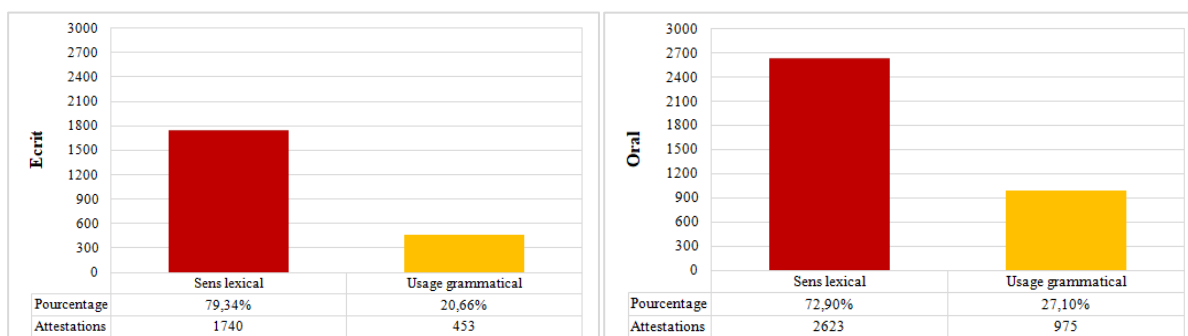 Ecrit
3000
2700
2400
2100
1800
1500
1200
900
600
300
0
Sens lexical Usage grammatical
Pourcentage 79,34% 20,66%
Attestations 1740 453
Oral
3000
2700
2400
2100
1800
1500
1200
900
600
300
0
Sens lexical Usage grammatical
Pourcentage 72,90% 27,10%
Attestations 2623 975